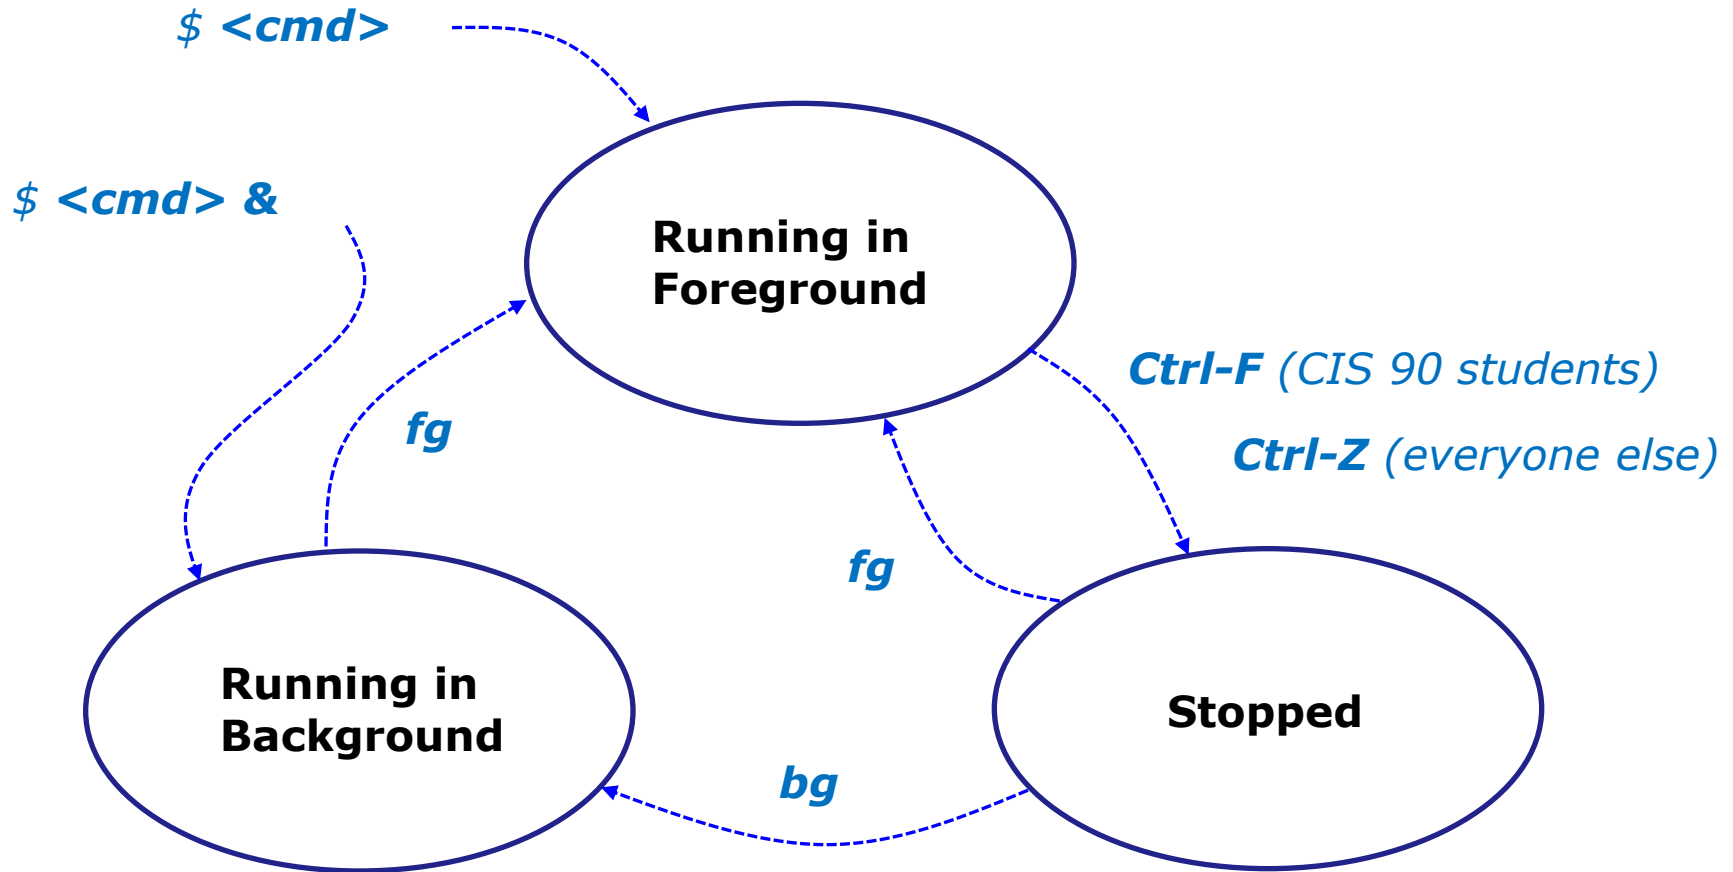 $ <cmd>
$ <cmd> &
Running in
Foreground
Ctrl-F (CIS 90 students)
fg
Ctrl-Z (everyone else)
fg
Running in
Background
Stopped
bg